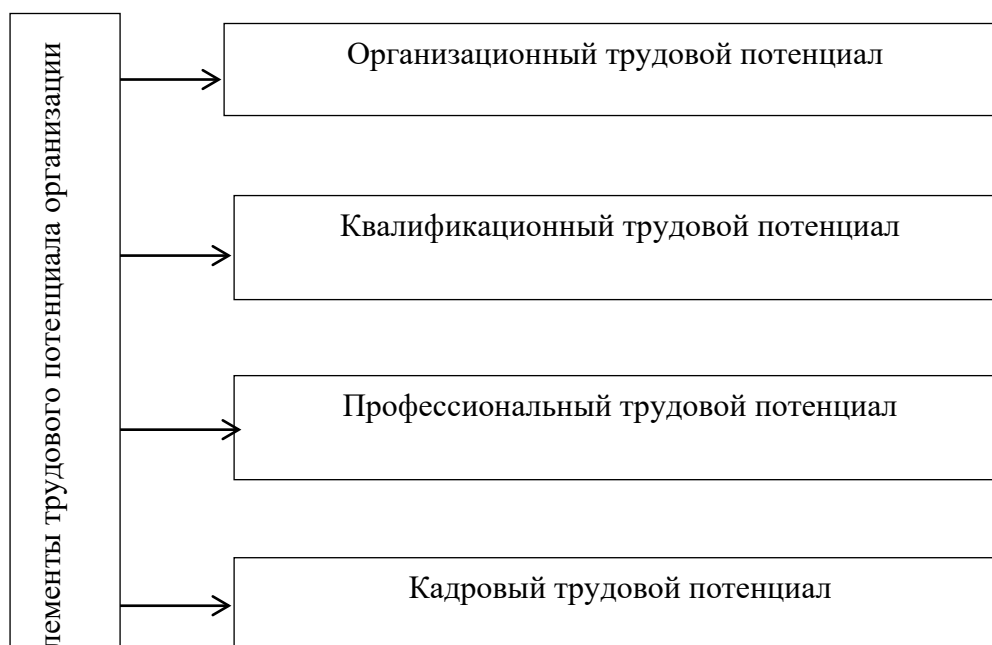 лементы трудового потенциала организации
Организационный трудовой потенциал
Квалификационный трудовой потенциал
Профессиональный трудовой потенциал
Кадровый трудовой потенциал